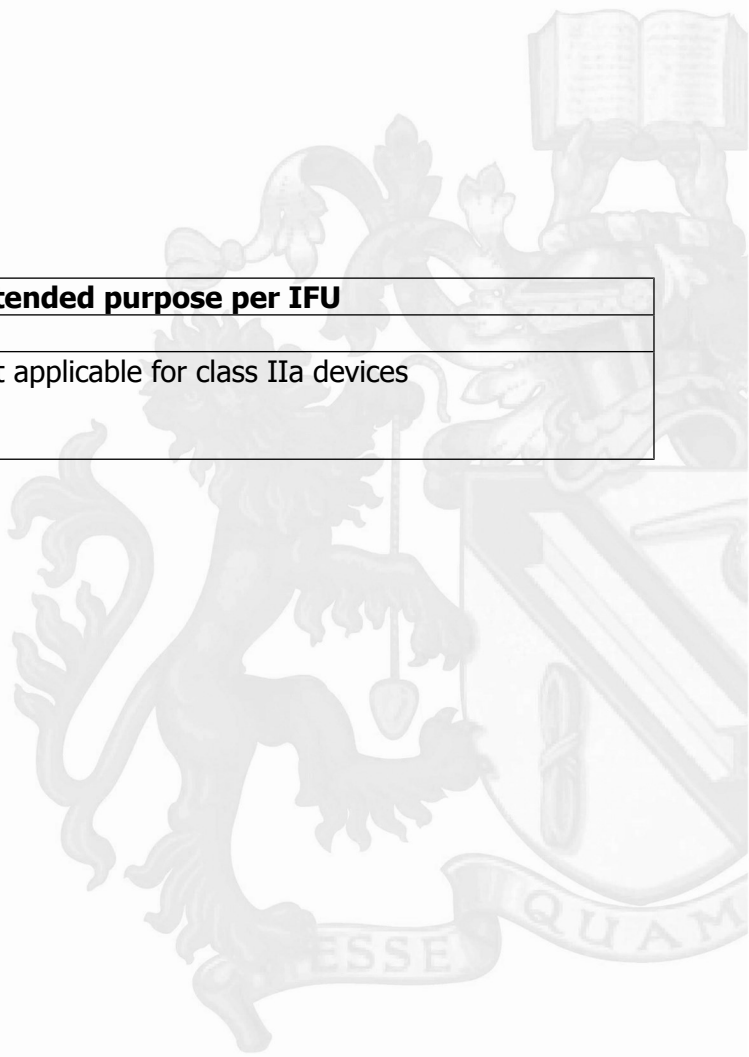 tended purpose per IFU
t applicable for class IIa devices
ESSE QUAM